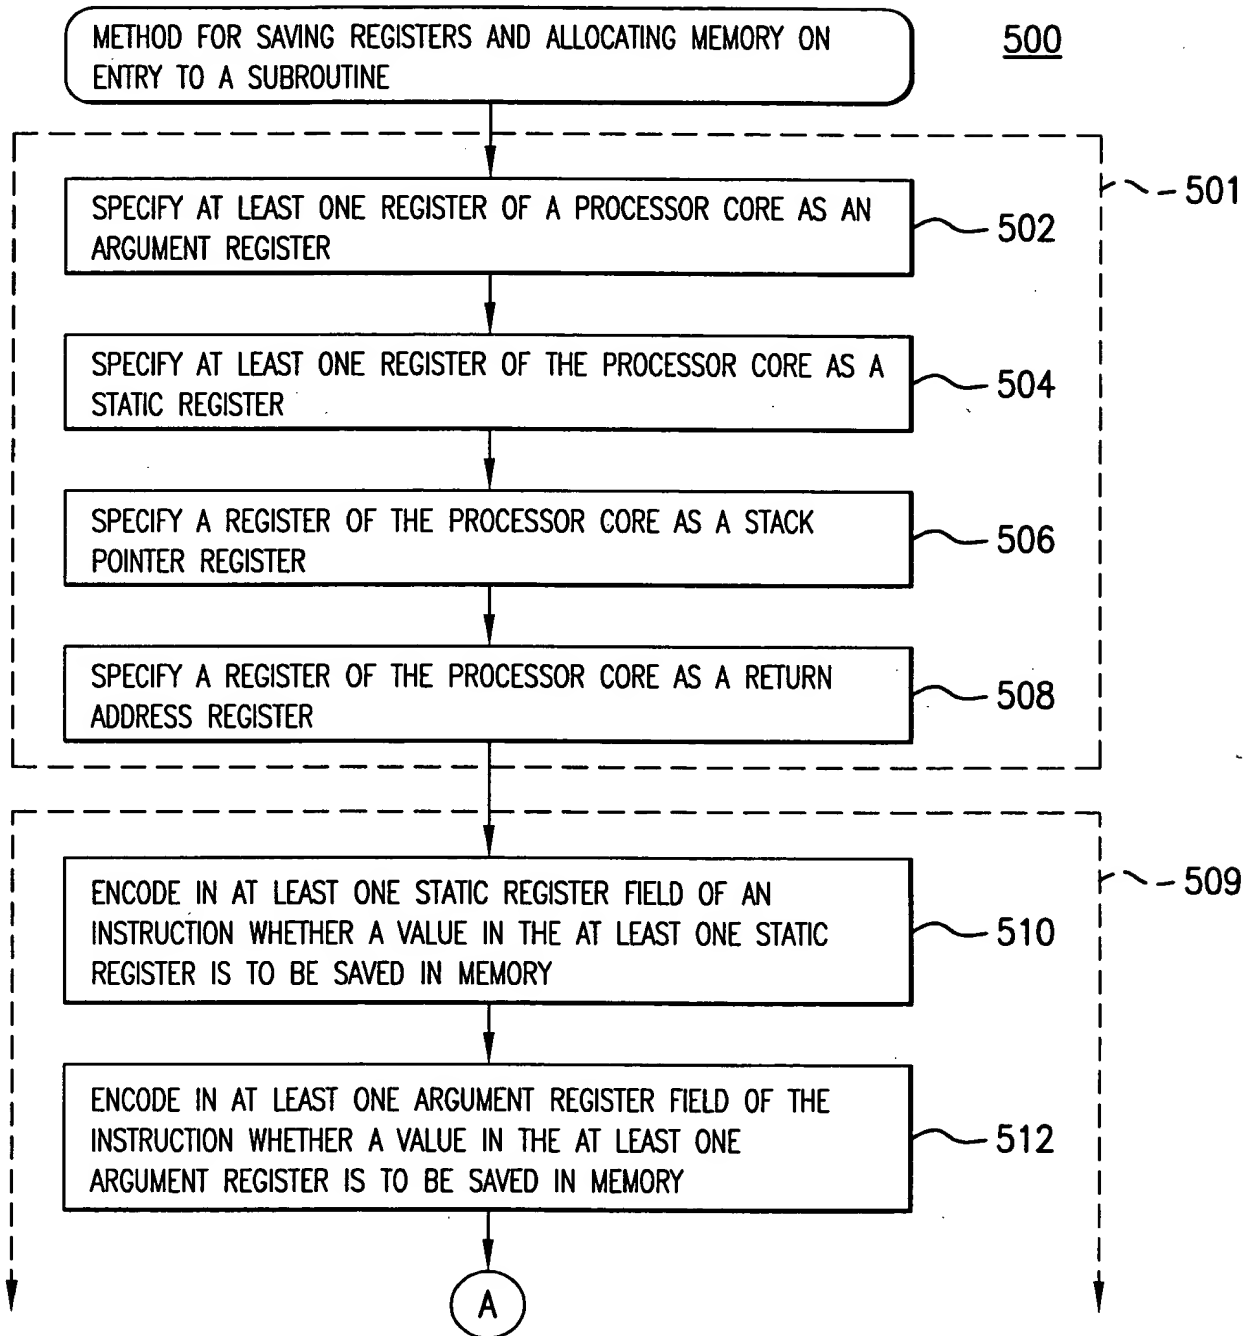 METHOD FOR SAVING REGISTERS AND ALLOCATING MEMORY ON
ENTRY TO A SUBROUTINE
500
501
SPECIFY AT LEAST ONE REGISTER OF A PROCESSOR CORE AS AN
ARGUMENT REGISTER
502
SPECIFY AT LEAST ONE REGISTER OF THE PROCESSOR CORE AS A
STATIC REGISTER
504
SPECIFY A REGISTER OF THE PROCESSOR CORE AS A STACK
POINTER REGISTER
506
SPECIFY A REGISTER OF THE PROCESSOR CORE AS A RETURN
ADDRESS REGISTER
508
509
ENCODE IN AT LEAST ONE STATIC REGISTER FIELD OF AN
INSTRUCTION WHETHER A VALUE IN THE AT LEAST ONE STATIC
REGISTER IS TO BE SAVED IN MEMORY
510
ENCODE IN AT LEAST ONE ARGUMENT REGISTER FIELD OF THE
INSTRUCTION WHETHER A VALUE IN THE AT LEAST ONE
ARGUMENT REGISTER IS TO BE SAVED IN MEMORY
512
A